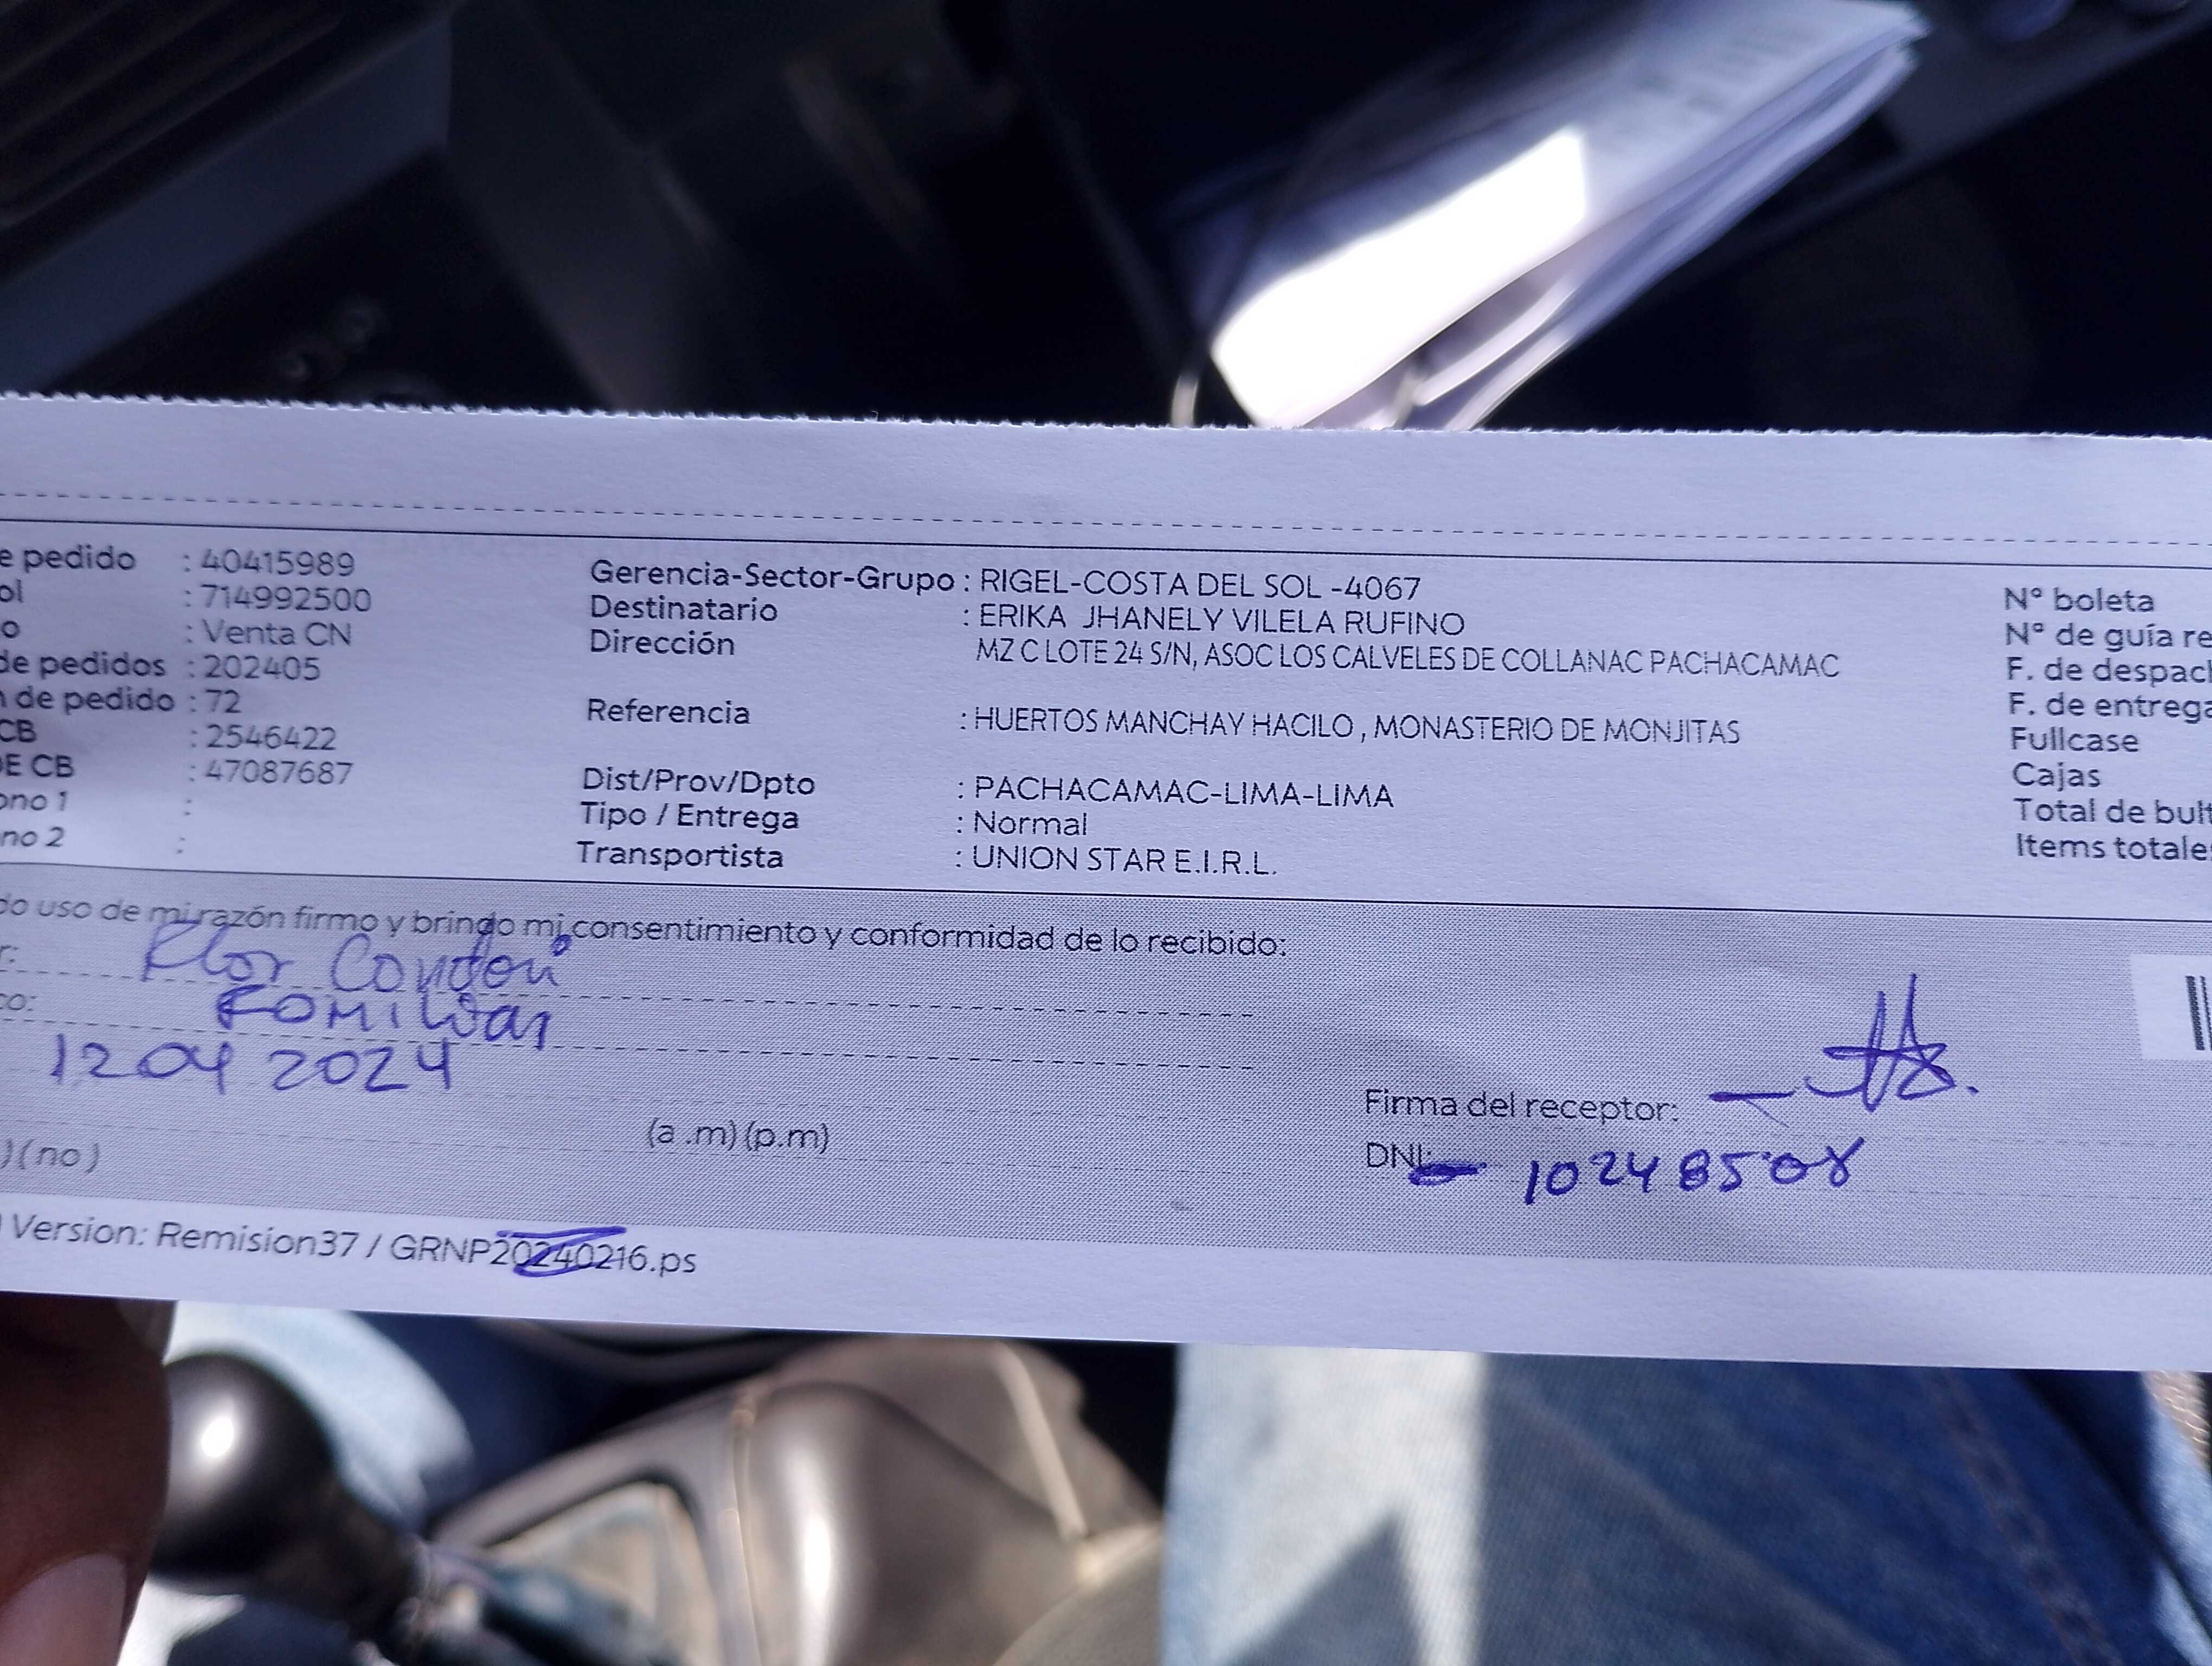 e pedido : 40415989
ol : 714992500
o : Venta CN
de pedidos : 202405
n de pedido : 72
CB : 2546422
DE CB : 47087687
ono 1 :
no 2 :
Gerencia-Sector-Grupo : RIGEL-COSTA DEL SOL -4067
Destinatario : ERIKA JHANELY VILELA RUFINO
Dirección MZ C LOTE 24 S/N, ASOC LOS CALVELES DE COLLANAC PACHACAMAC
Referencia : HUERTOS MANCHAY HACILO , MONASTERIO DE MONJITAS
Dist/Prov/Dpto : PACHACAMAC-LIMA-LIMA
Tipo / Entrega : Normal
Transportista : UNION STAR E.I.R.L.
N° boleta
N° de guía re
F. de despach
F. de entrega
Fullcase
Cajas
Total de bult
Items totales
do uso de mi razón firmo y bringo mi consentimiento y conformidad de lo recibido:
r: Flor Condori
co: Familiar
12 04 2024
(a .m) (p.m)
) ( no )
Firma del receptor:
DNI: 10248508
Version: Remision37 / GRNP20240216.ps